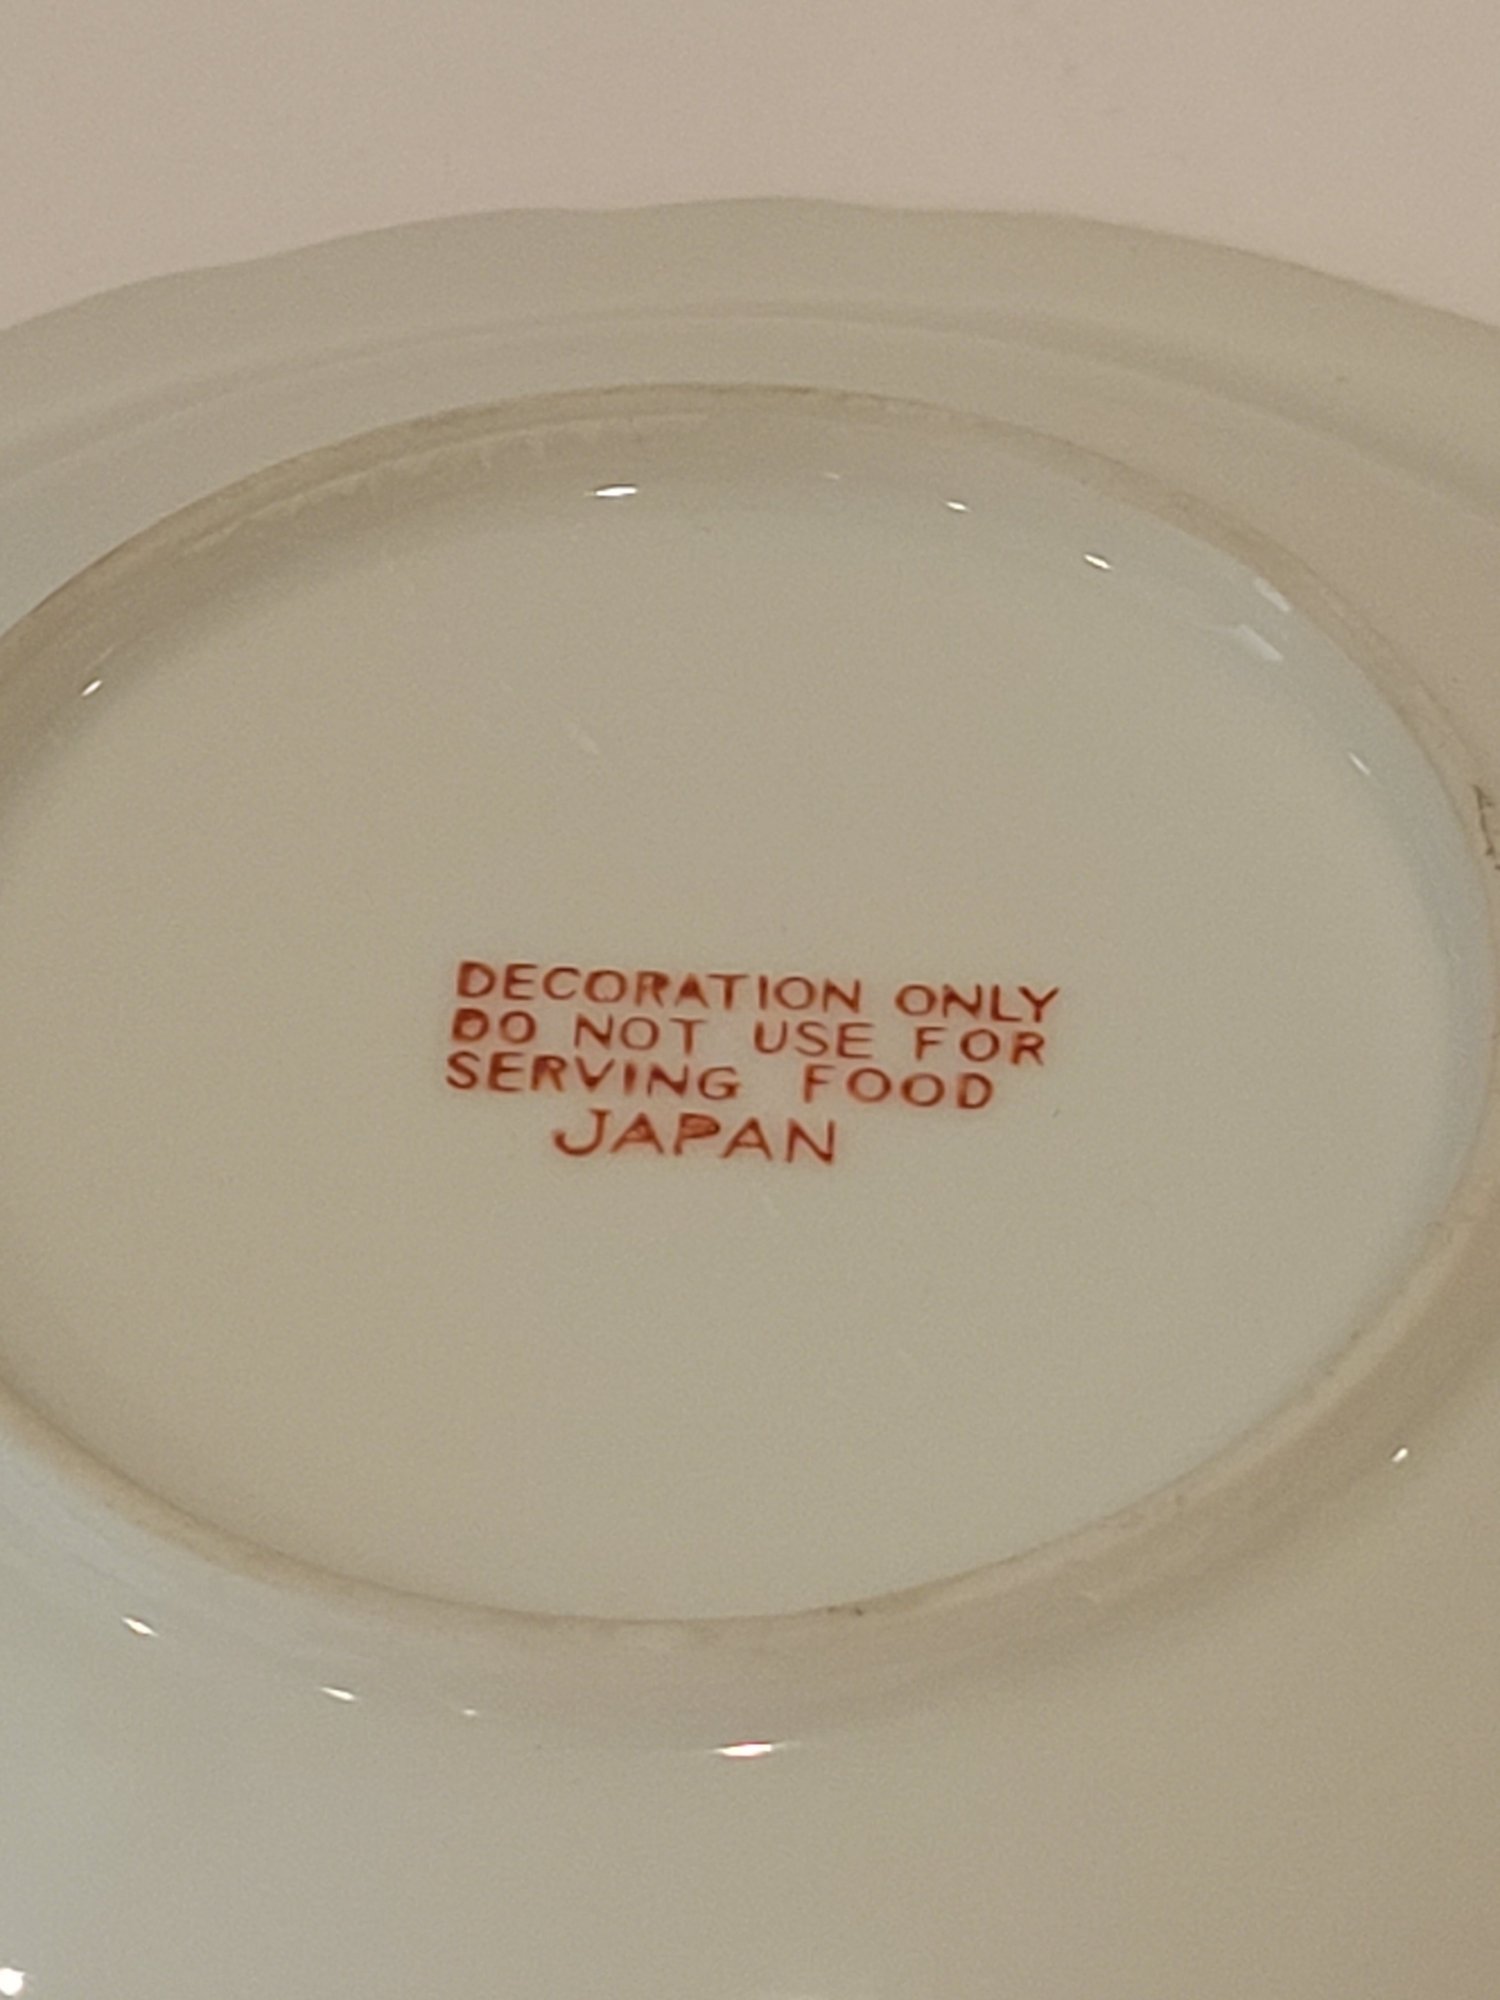 DECORATION ONLY
DO NOT USE FOR
SERVING FOOD
JAPAN